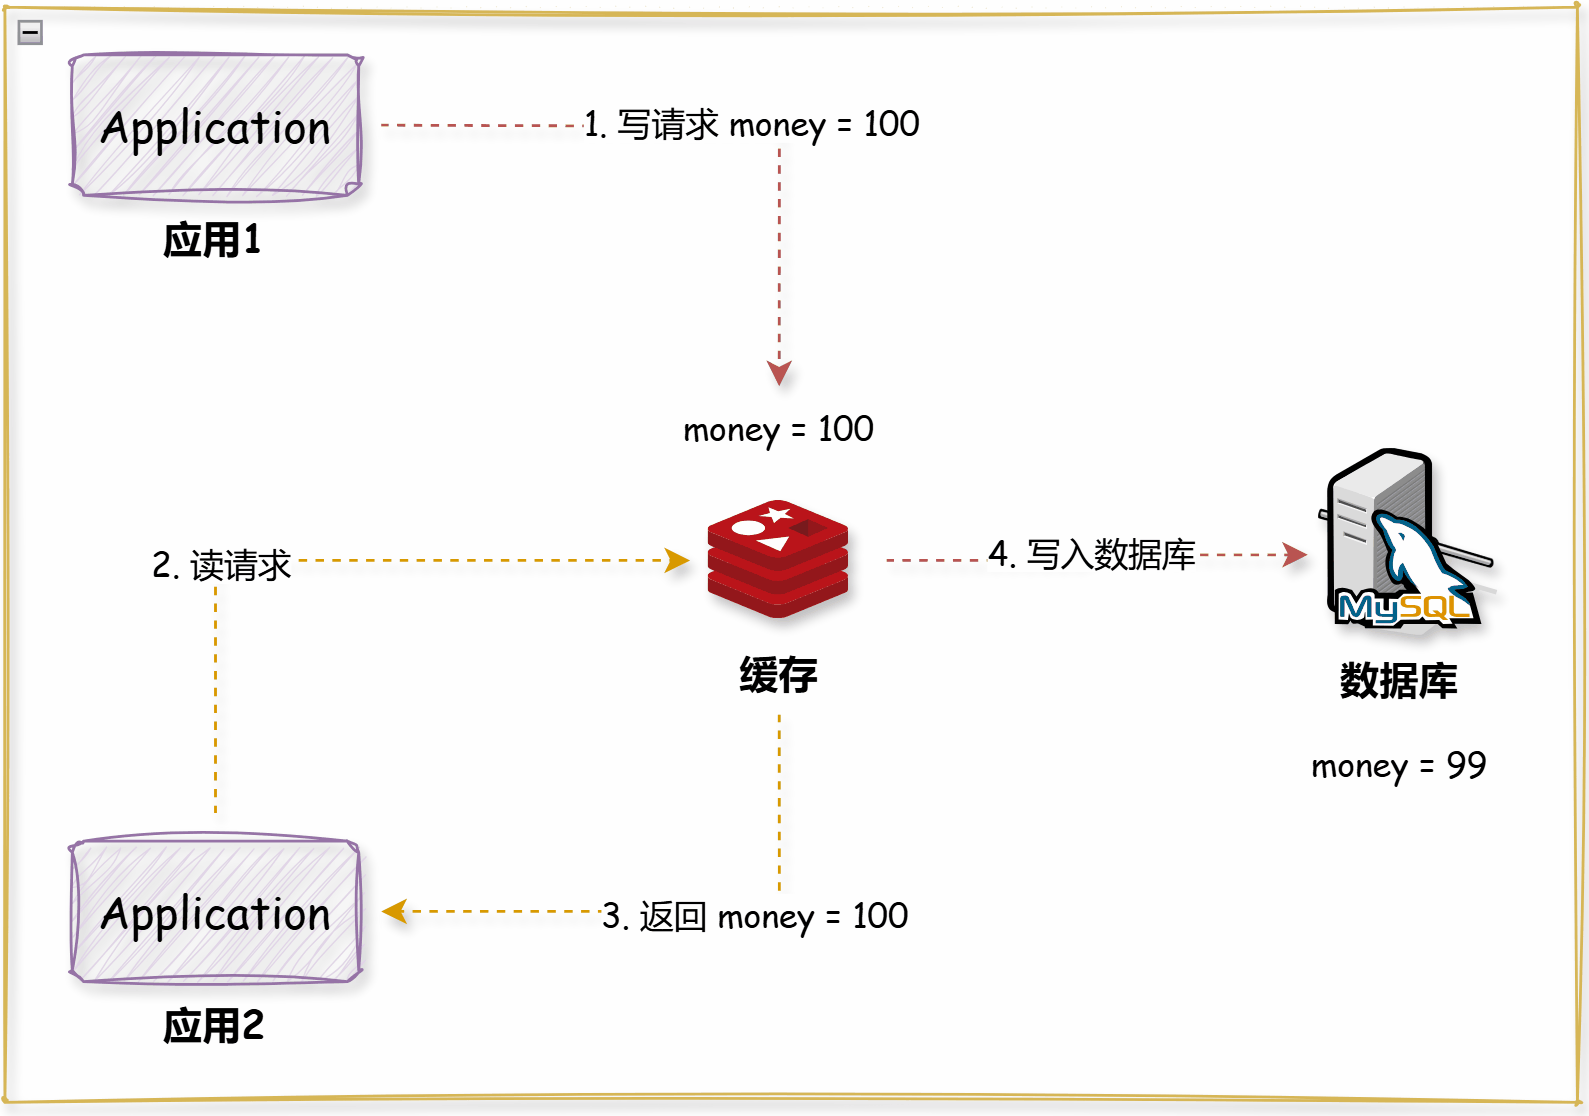 Application
应用1
1. 写请求 money = 100
money = 100
2. 读请求
缓存
4. 写入数据库
MySQL
数据库
money = 99
3. 返回 money = 100
Application
应用2